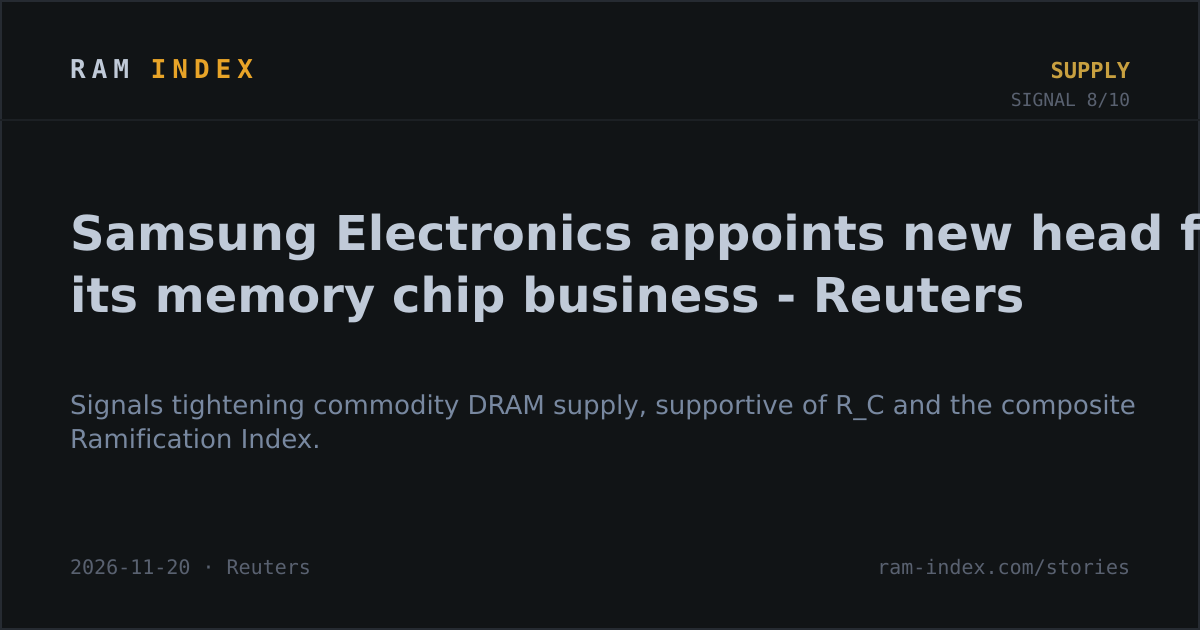 RAM INDEX
SUPPLY
SIGNAL 8/10
Samsung Electronics appoints new head f
its memory chip business - Reuters
Signals tightening commodity DRAM supply, supportive of R_C and the composite
Ramification Index.
2026-11-20 · Reuters
ram-index.com/stories